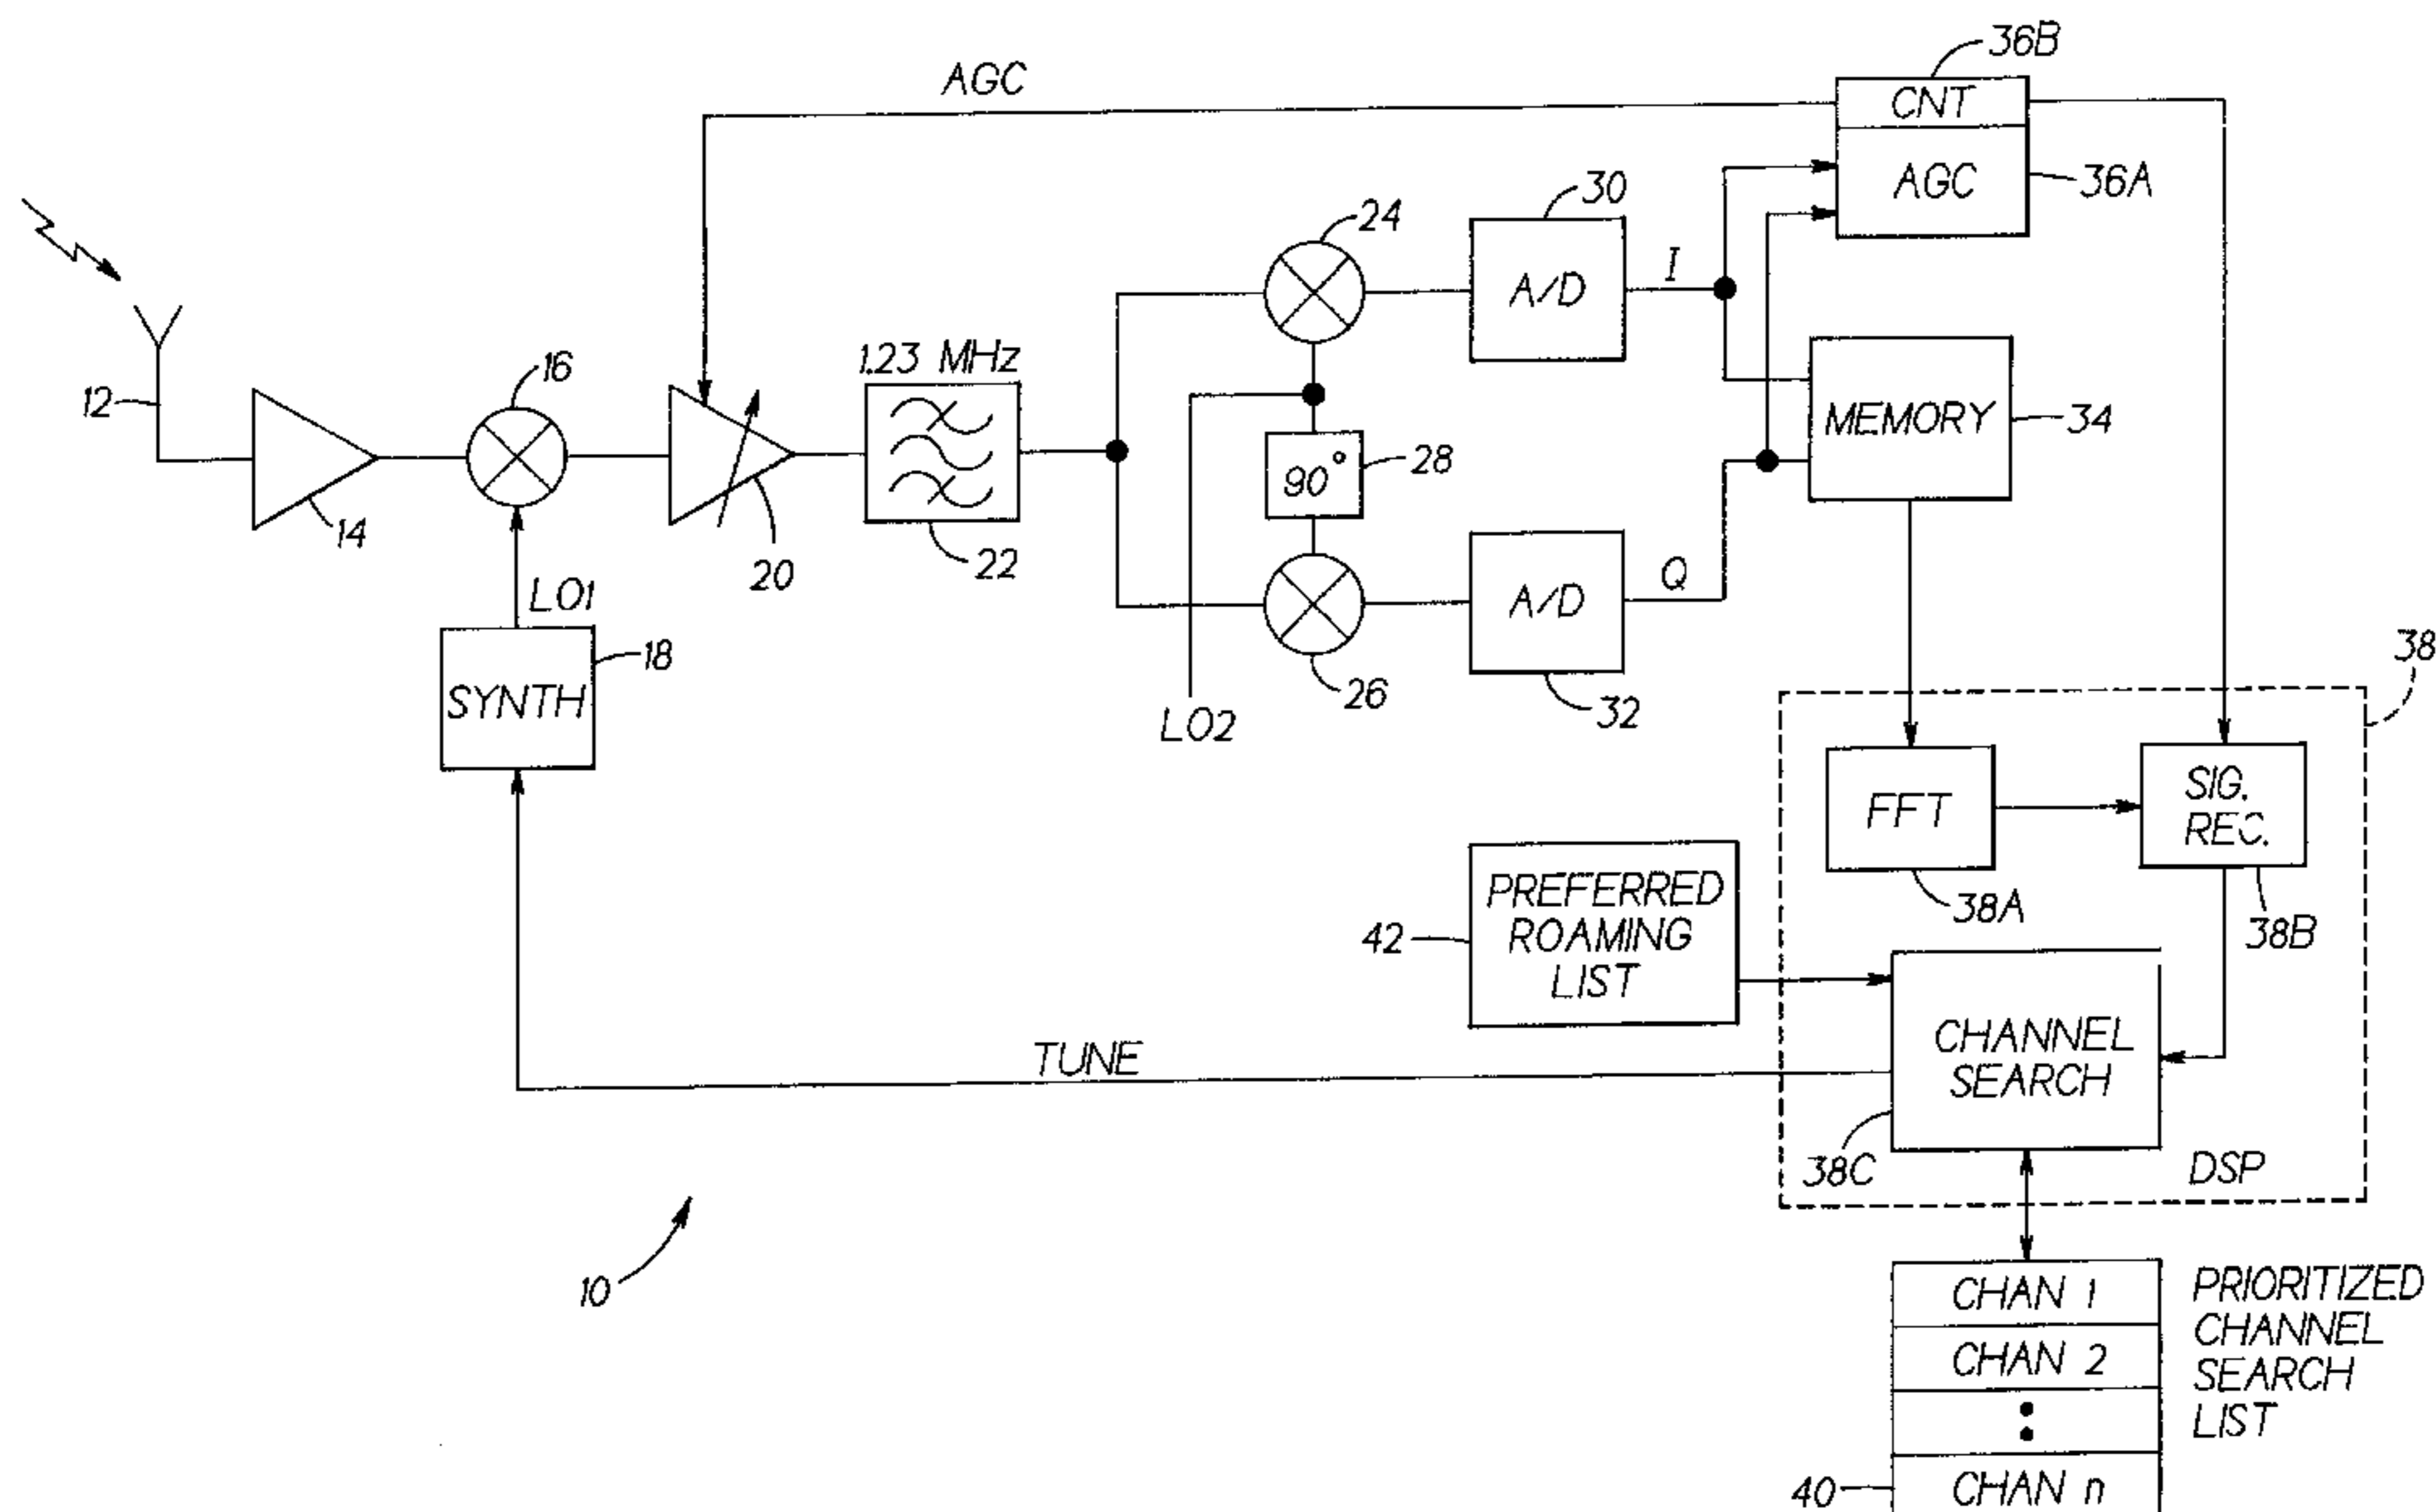 36B
AGC
CNT
AGC
36A
30
24
A/D
I
16
1.23 MHz
12
MEMORY
34
90°
28
14
20
22
LO1
A/D
Q
18
SYNTH
26
32
LO2
38
FFT
SIG.
REC.
38A
38B
PREFERRED
ROAMING
LIST
42
CHANNEL
SEARCH
TUNE
38C
DSP
10
CHAN 1
CHAN 2
CHAN n
PRIORITIZED
CHANNEL
SEARCH
LIST
40